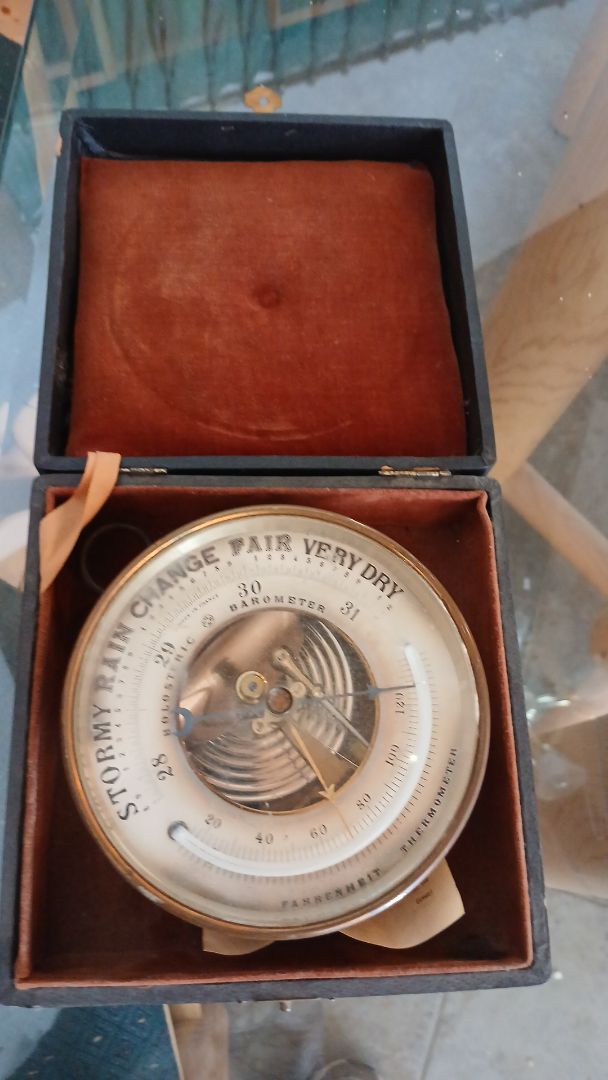 STORMY RAIN CHANGE FAIR VERY DRY
28 29 30 31
HOLOSTERIC BAROMETER
20 40 60 80 100 120
FAHRENHEIT THERMOMETER